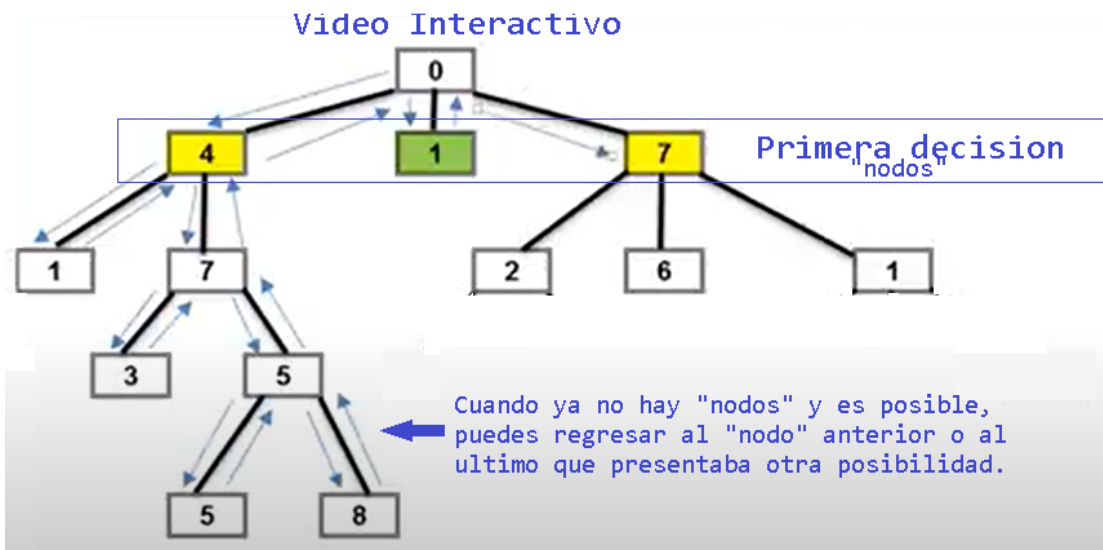 Video Interactivo
0
4 1 7 Primera decision
"nodos"
1 7 2 6 1
3 5
Cuando ya no hay "nodos" y es posible,
puedes regresar al "nodo" anterior o al
ultimo que presentaba otra posibilidad.
5 8